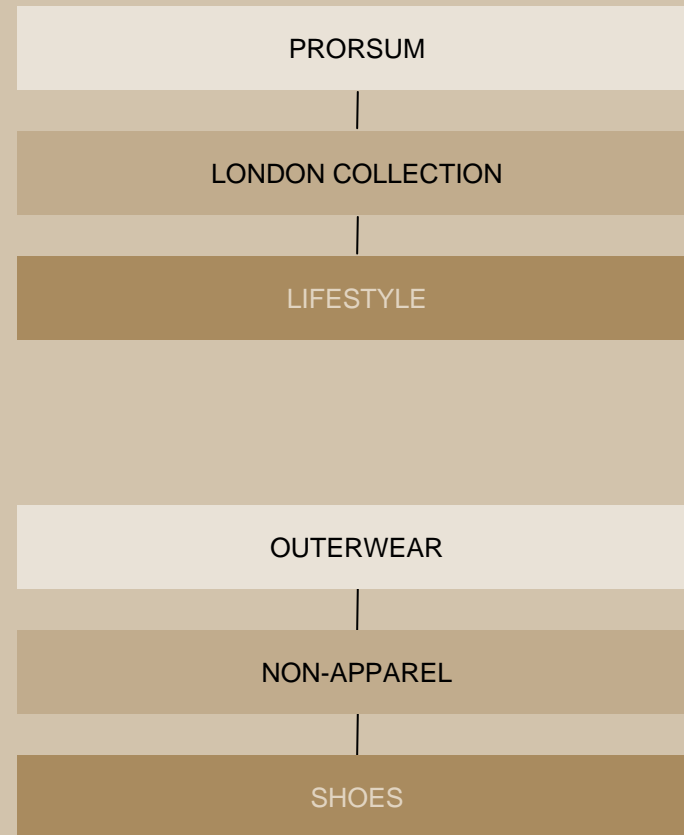 PRORSUM
LONDON COLLECTION
LIFESTYLE
OUTERWEAR
NON-APPAREL
SHOES